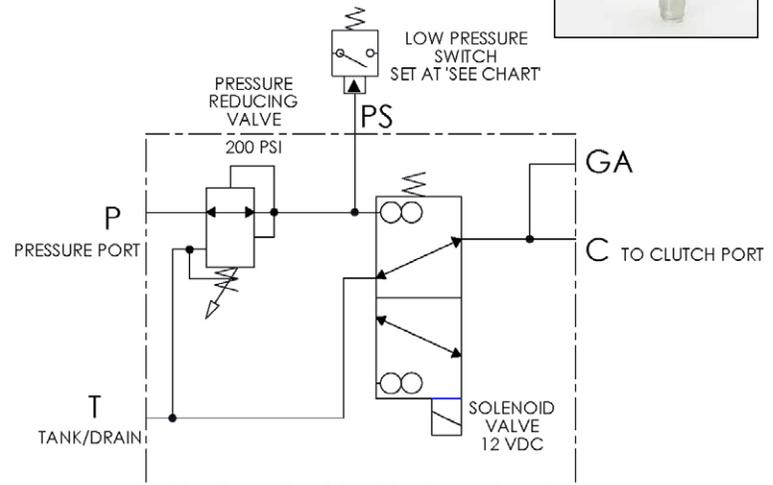 LOW PRESSURE
SWITCH
SET AT 'SEE CHART'
PRESSURE
REDUCING
VALVE
200 PSI
PS
GA
P
PRESSURE PORT
C TO CLUTCH PORT
T
TANK/DRAIN
SOLENOID
VALVE
12 VDC